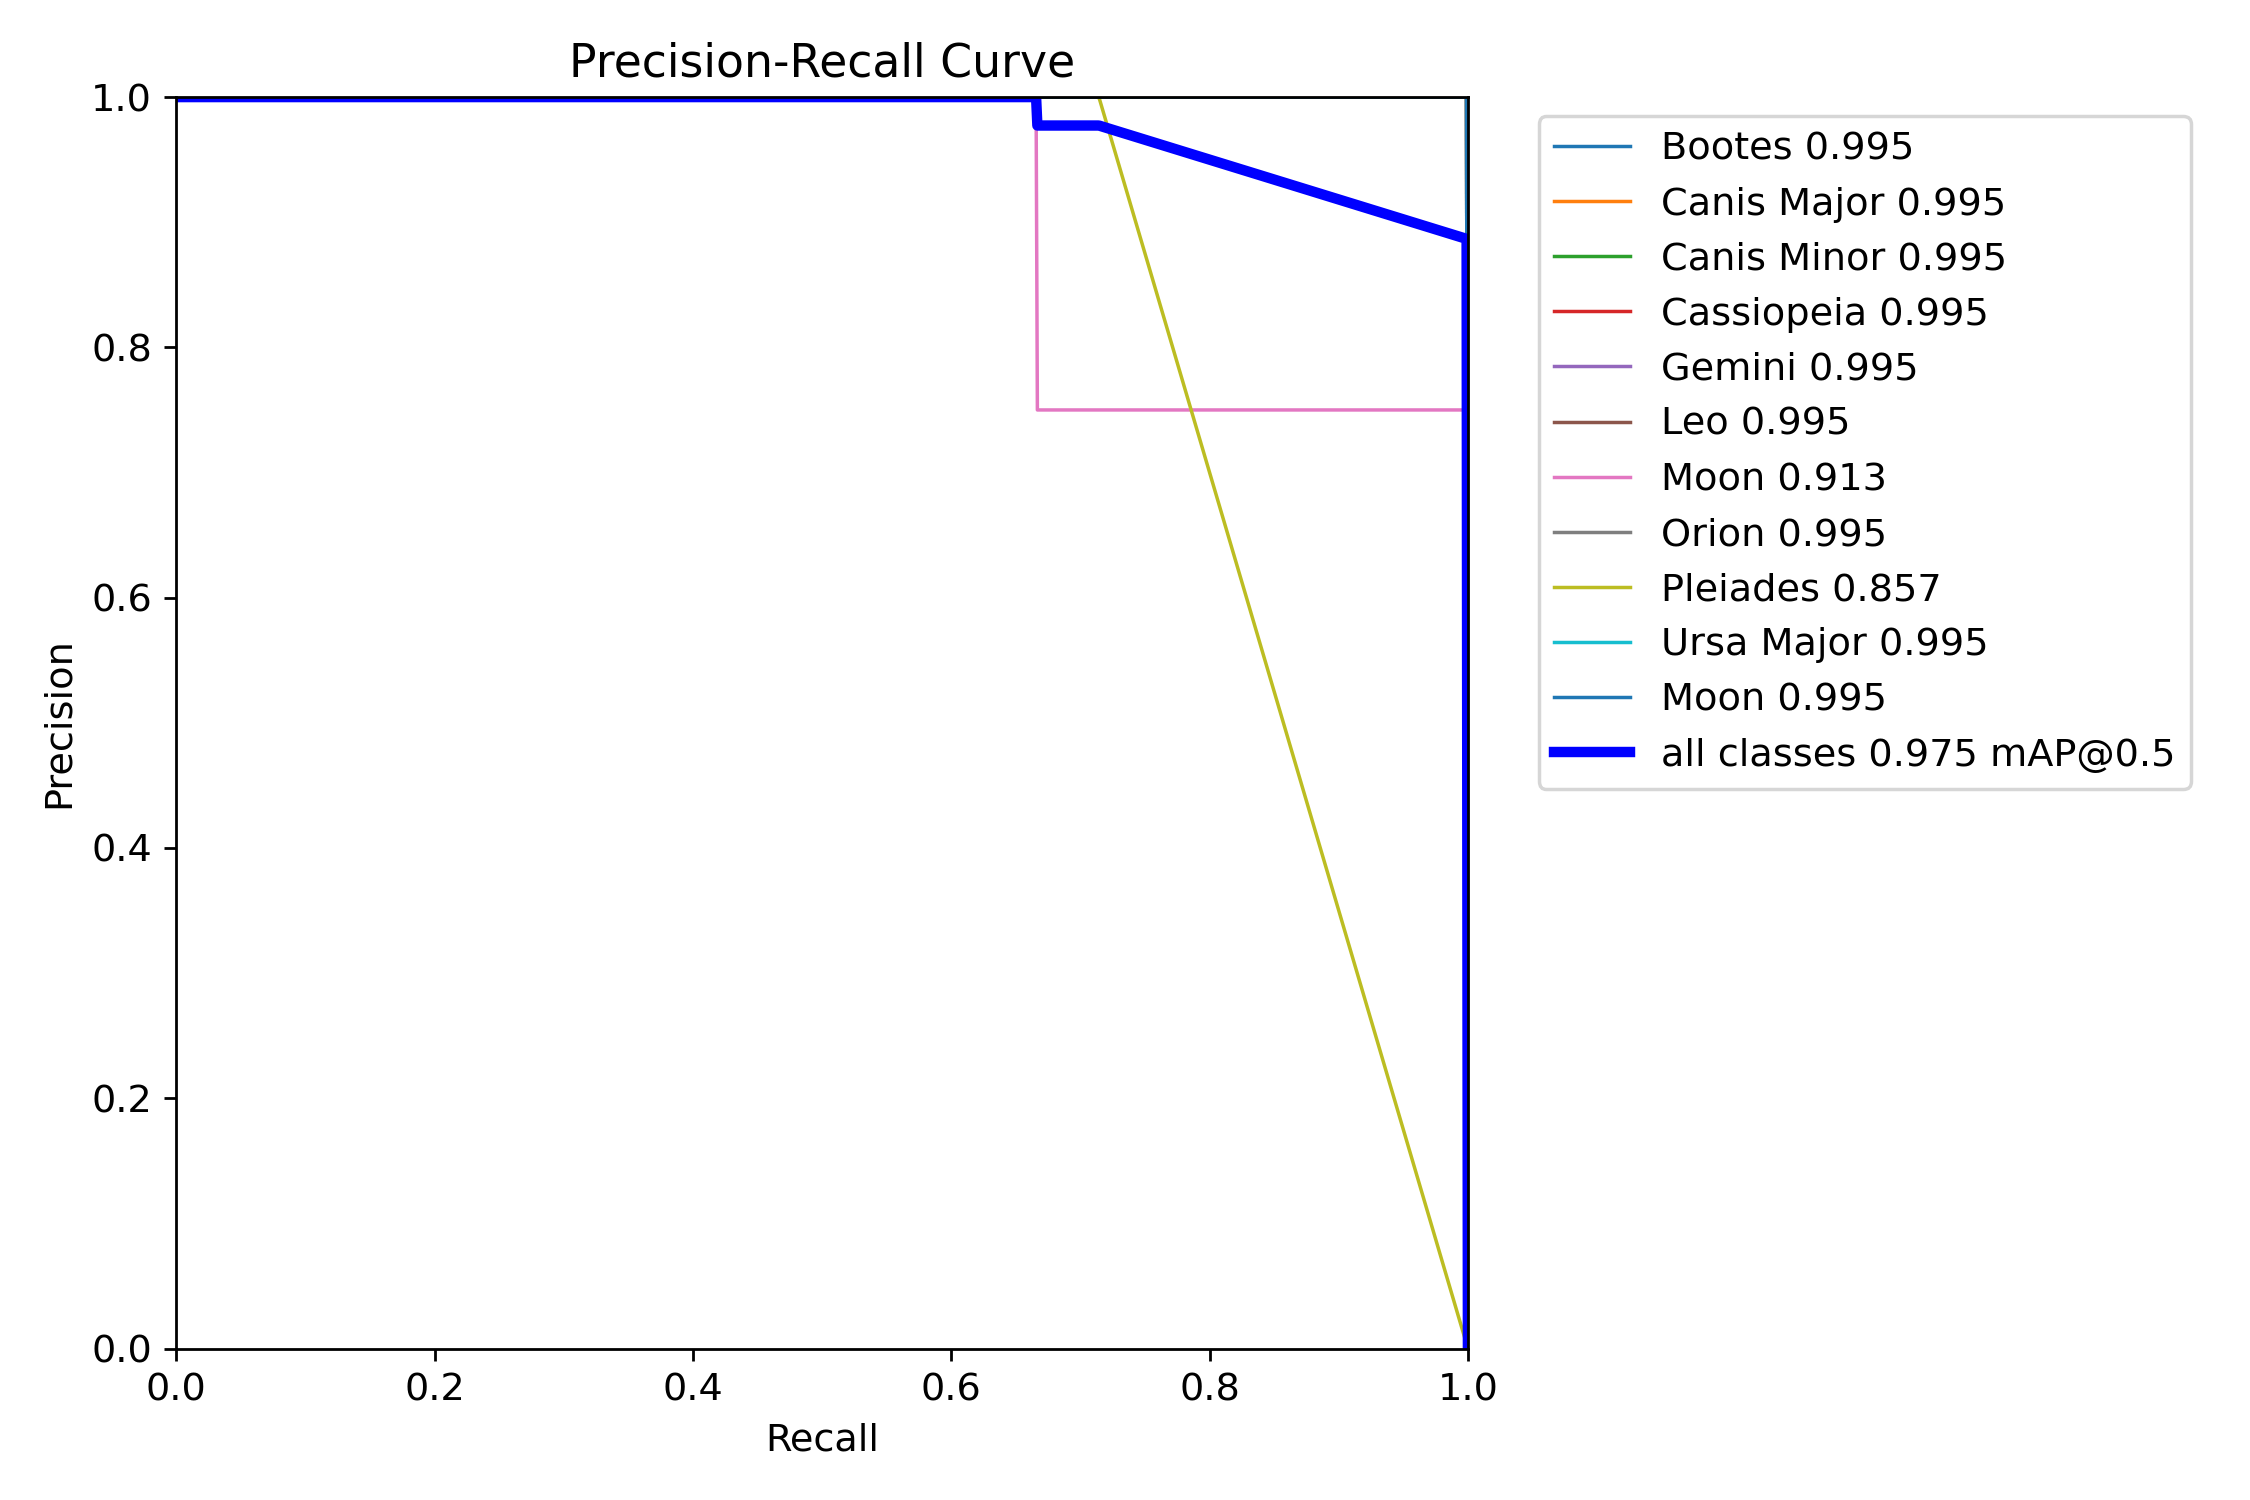 Precision-Recall Curve
1.0
0.8
0.6
0.4
0.2
0.0
Precision
0.0 0.2 0.4 0.6 0.8 1.0
Recall
Bootes 0.995
Canis Major 0.995
Canis Minor 0.995
Cassiopeia 0.995
Gemini 0.995
Leo 0.995
Moon 0.913
Orion 0.995
Pleiades 0.857
Ursa Major 0.995
Moon 0.995
all classes 0.975 mAP@0.5